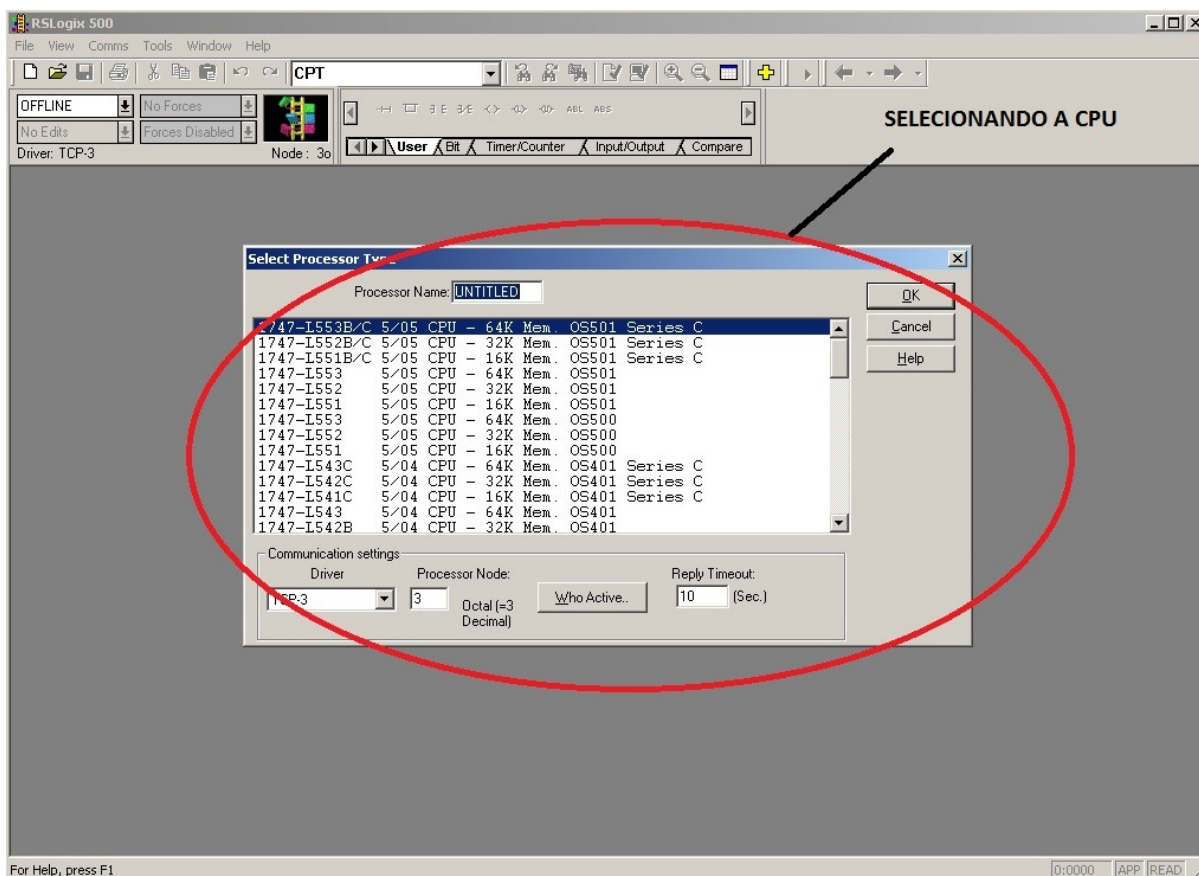 RSLogix 500
File View Comms Tools Window Help
CPT
OFFLINE No Forces
No Edits Forces Disabled
Driver: TCP-3 Node : 3o
ABL ABS
User Bit Timer/Counter Input/Output Compare
SELECIONANDO A CPU
Select Processor Type
Processor Name: UNTITLED
OK
Cancel
Help
1747-L553B/C 5/05 CPU - 64K Mem. OS501 Series C
1747-L552B/C 5/05 CPU - 32K Mem. OS501 Series C
1747-L551B/C 5/05 CPU - 16K Mem. OS501 Series C
1747-L553 5/05 CPU - 64K Mem. OS501
1747-L552 5/05 CPU - 32K Mem. OS501
1747-L551 5/05 CPU - 16K Mem. OS501
1747-L553 5/05 CPU - 64K Mem. OS500
1747-L552 5/05 CPU - 32K Mem. OS500
1747-L551 5/05 CPU - 16K Mem. OS500
1747-L543C 5/04 CPU - 64K Mem. OS401 Series C
1747-L542C 5/04 CPU - 32K Mem. OS401 Series C
1747-L541C 5/04 CPU - 16K Mem. OS401 Series C
1747-L543 5/04 CPU - 64K Mem. OS401
1747-L542B 5/04 CPU - 32K Mem. OS401
Communication settings
Driver Processor Node: Reply Timeout:
TCP-3 3 Octal (=3 Decimal) Who Active.. 10 (Sec.)
For Help, press F1 0:0000 APP READ